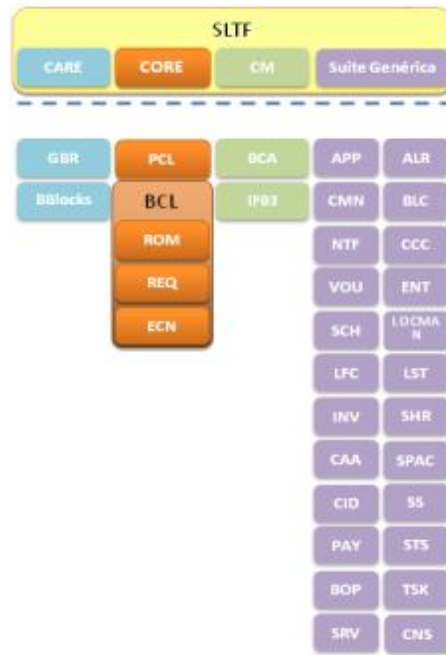 SLTF
CARE CORE CM Suite Genérica
GBR PCL BCA APP ALR
BBlocks BCL IFB3 CMN BLC
ROM NTF CCC
REQ VOU ENT
ECN SCH LOCMA
N
LFC LST
INV SHR
CAA SPAC
CID SS
PAY STS
BOP TSK
SRV CNS